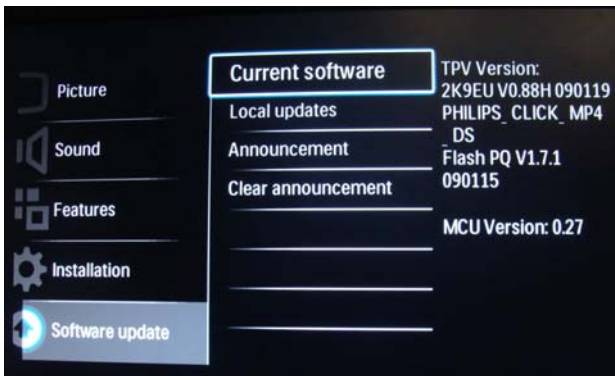 Picture
Sound
Features
Installation
Software update
Current software
Local updates
Announcement
Clear announcement
TPV Version:
2K9EU V0.88H 090119
PHILIPS_CLICK_MP4
_DS
Flash PQ V1.7.1
090115
MCU Version: 0.27